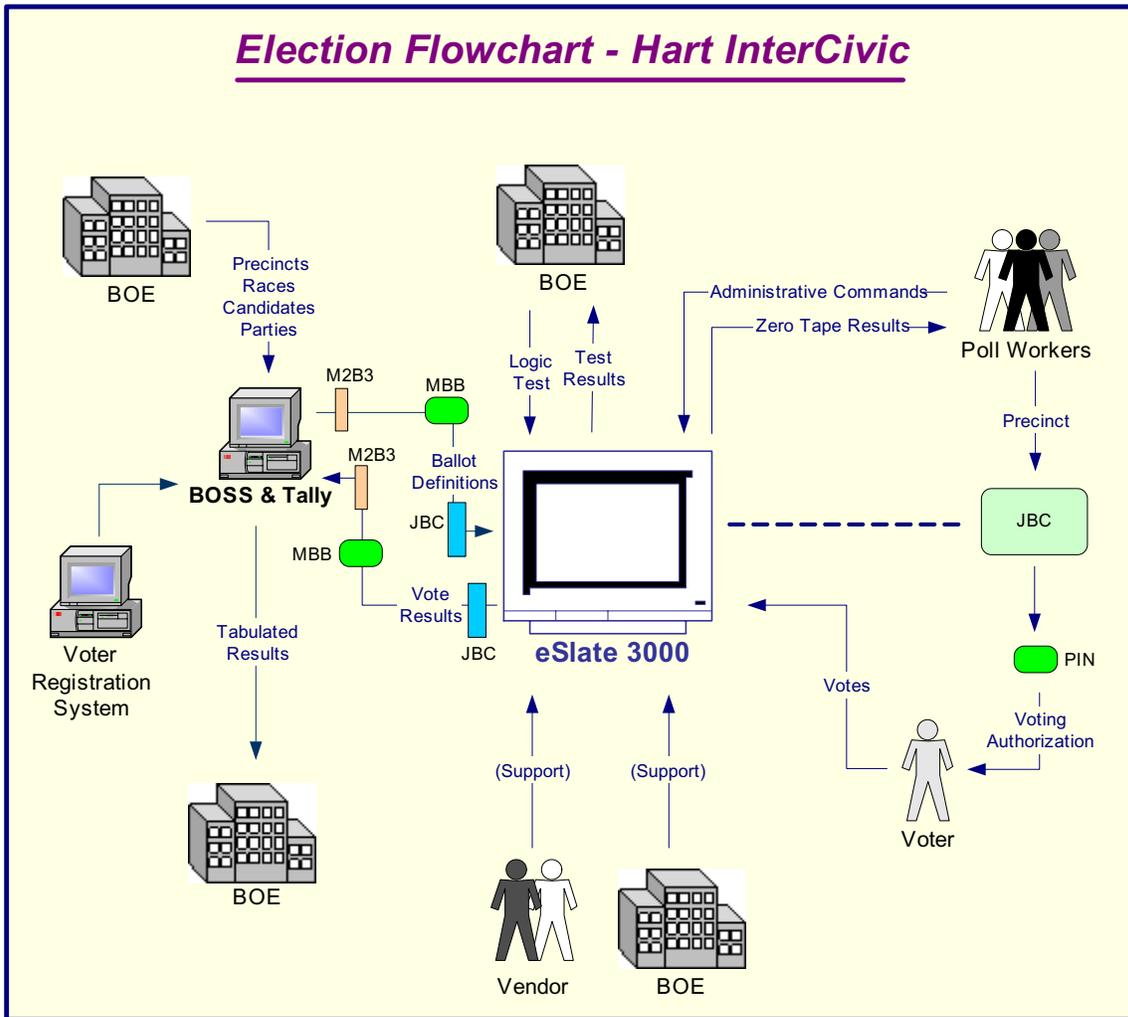 Election Flowchart - Hart InterCivic
BOE
Precincts
Races
Candidates
Parties
BOE
Logic
Test
Test
Results
Administrative Commands
Zero Tape Results
Poll Workers
Precinct
JBC
PIN
Voting
Authorization
Voter
Votes
M2B3
MBB
Ballot
Definitions
JBC
BOSS & Tally
M2B3
MBB
Vote
Results
JBC
eSlate 3000
Voter
Registration
System
Tabulated
Results
BOE
(Support)
Vendor
(Support)
BOE